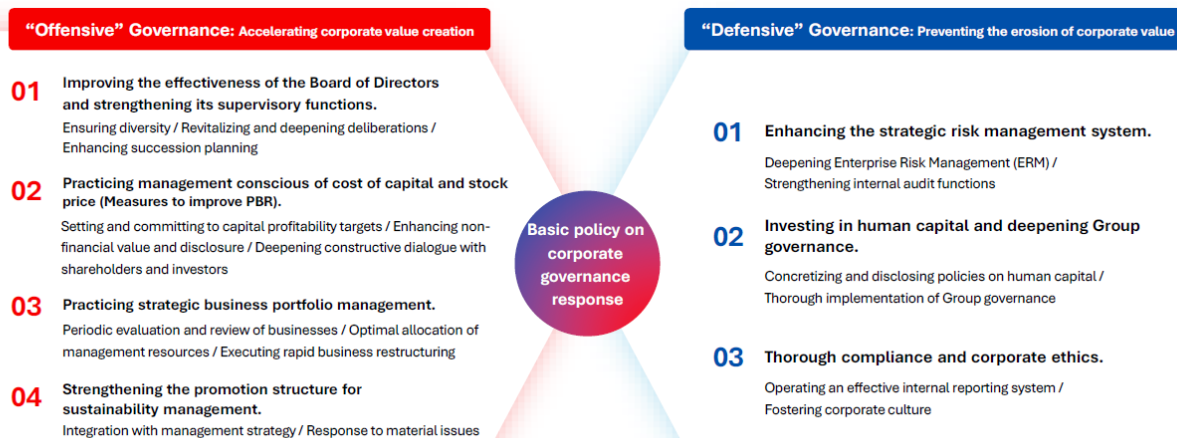 “Offensive” Governance: Accelerating corporate value creation
01
Improving the effectiveness of the Board of Directors
and strengthening its supervisory functions.
Ensuring diversity / Revitalizing and deepening deliberations /
Enhancing succession planning
02
Practicing management conscious of cost of capital and stock
price (Measures to improve PBR).
Setting and committing to capital profitability targets / Enhancing non-
financial value and disclosure / Deepening constructive dialogue with
shareholders and investors
03
Practicing strategic business portfolio management.
Periodic evaluation and review of businesses / Optimal allocation of
management resources / Executing rapid business restructuring
04
Strengthening the promotion structure for
sustainability management.
Integration with management strategy / Response to material issues
Basic policy on
corporate
governance
response
“Defensive” Governance: Preventing the erosion of corporate value
01
Enhancing the strategic risk management system.
Deepening Enterprise Risk Management (ERM) /
Strengthening internal audit functions
02
Investing in human capital and deepening Group
governance.
Concretizing and disclosing policies on human capital /
Thorough implementation of Group governance
03
Thorough compliance and corporate ethics.
Operating an effective internal reporting system /
Fostering corporate culture